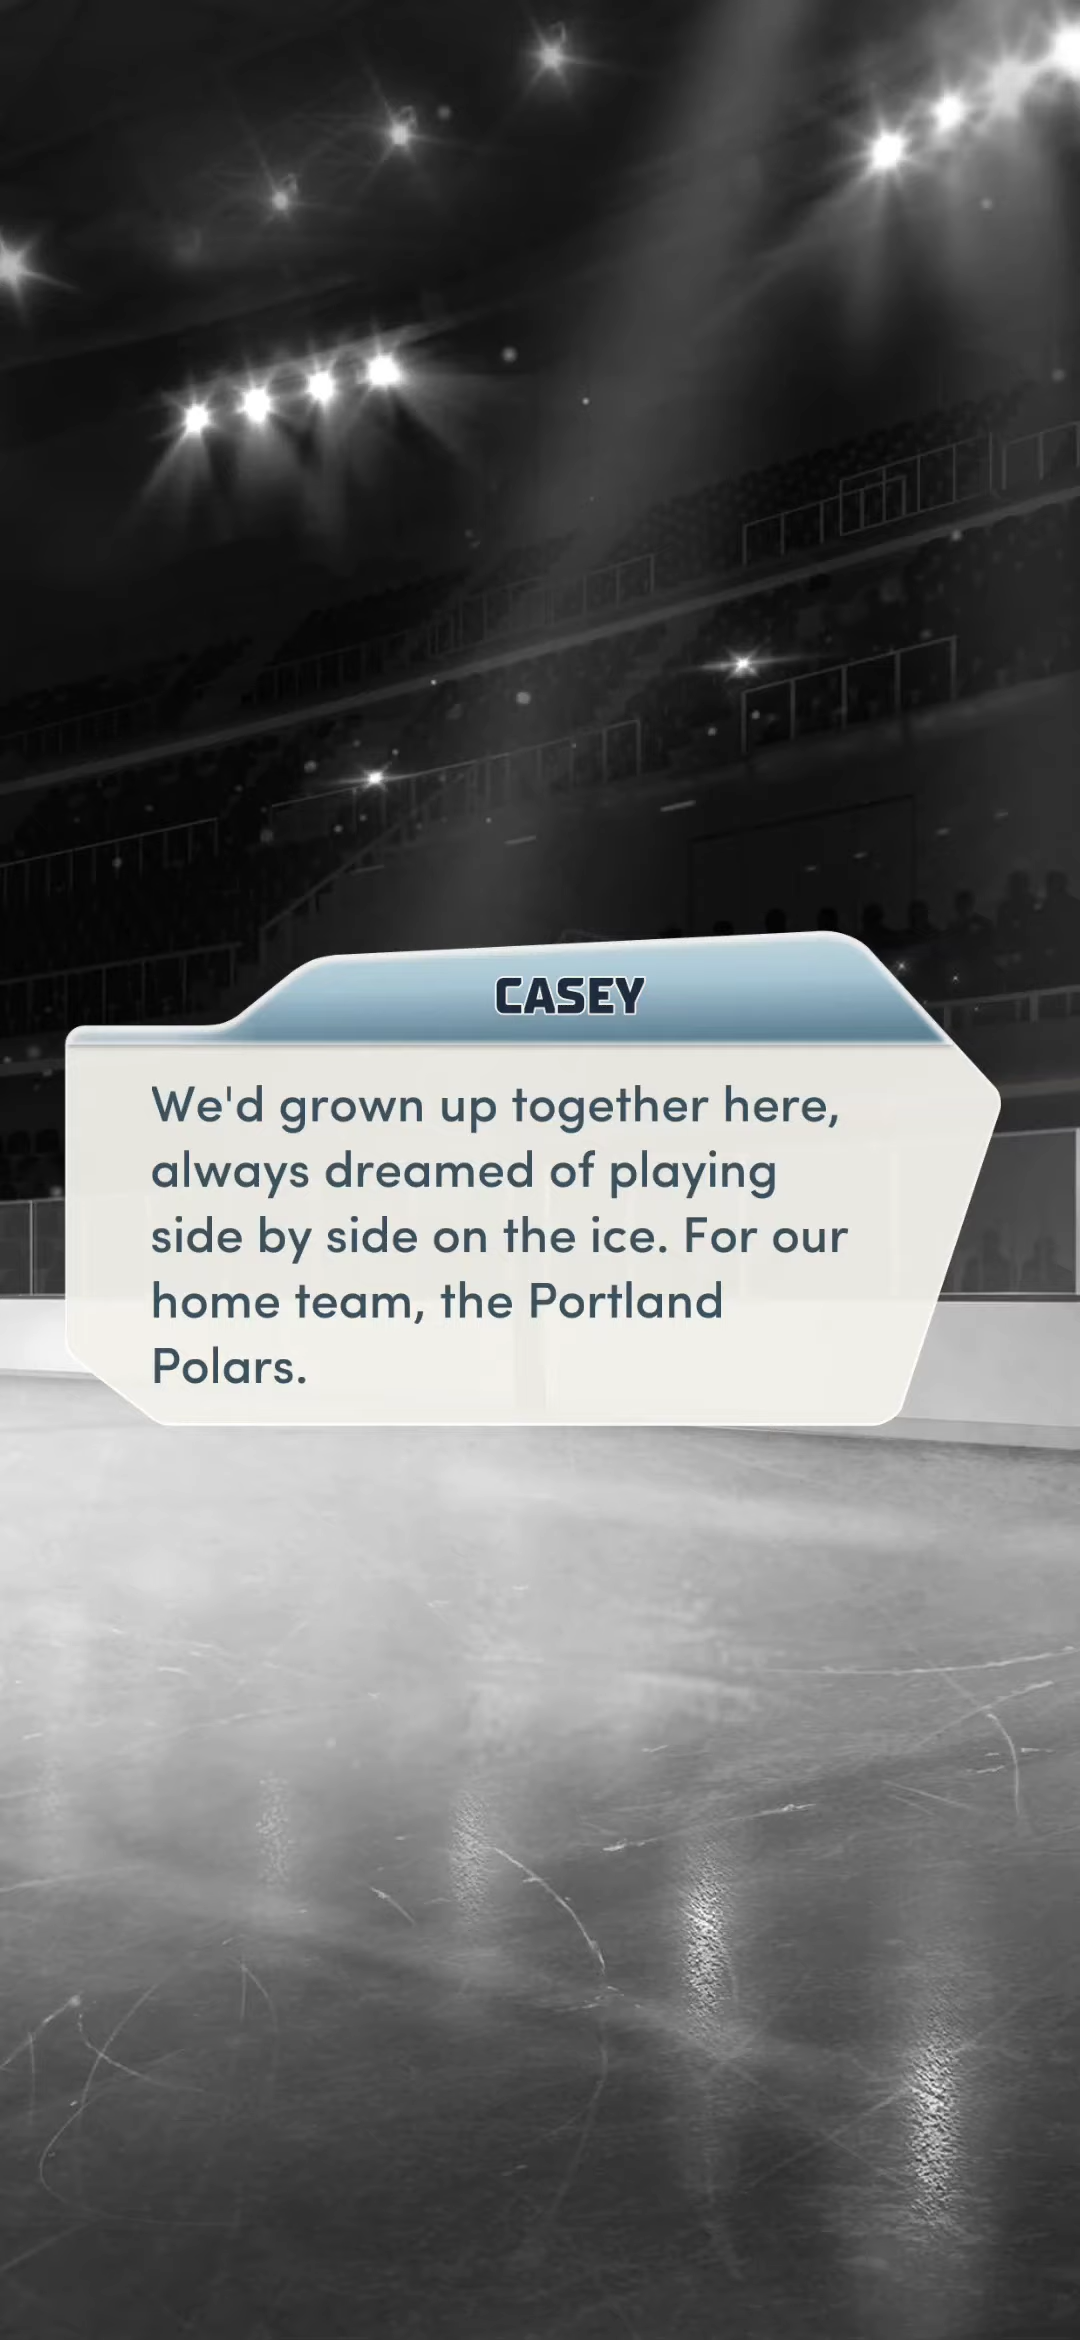 CASEY
We'd grown up together here,
always dreamed of playing
side by side on the ice. For our
home team, the Portland
Polars.